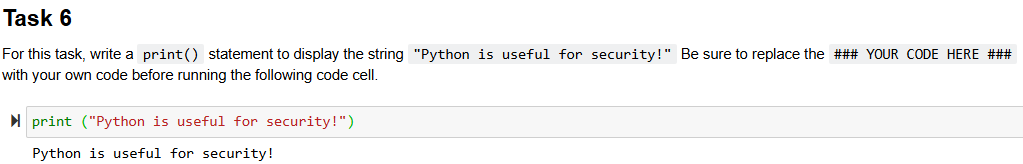 Task 6
For this task, write a print() statement to display the string "Python is useful for security!" Be sure to replace the ### YOUR CODE HERE ###
with your own code before running the following code cell.
print ("Python is useful for security!")
Python is useful for security!